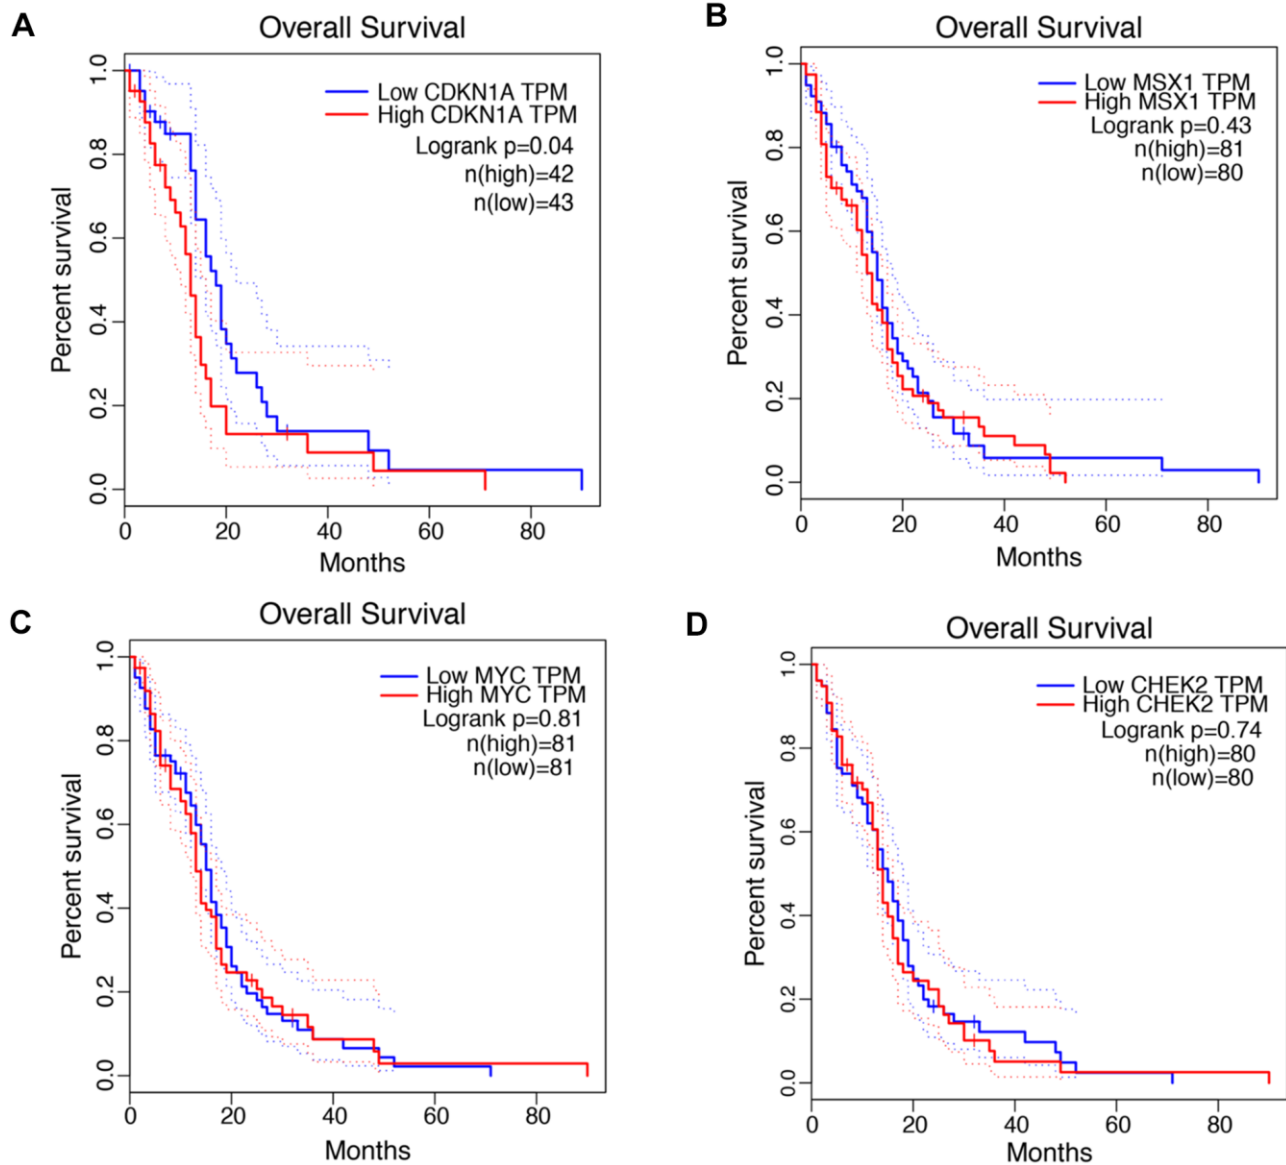 A
Overall Survival
Low CDKN1A TPM
High CDKN1A TPM
Logrank p=0.04
n(high)=42
n(low)=43
Percent survival
0.0 0.2 0.4 0.6 0.8 1.0
0 20 40 60 80
Months
B
Overall Survival
Low MSX1 TPM
High MSX1 TPM
Logrank p=0.43
n(high)=81
n(low)=80
Percent survival
0.0 0.2 0.4 0.6 0.8 1.0
0 20 40 60 80
Months
C
Overall Survival
Low MYC TPM
High MYC TPM
Logrank p=0.81
n(high)=81
n(low)=81
Percent survival
0.0 0.2 0.4 0.6 0.8 1.0
0 20 40 60 80
Months
D
Overall Survival
Low CHEK2 TPM
High CHEK2 TPM
Logrank p=0.74
n(high)=80
n(low)=80
Percent survival
0.0 0.2 0.4 0.6 0.8 1.0
0 20 40 60 80
Months